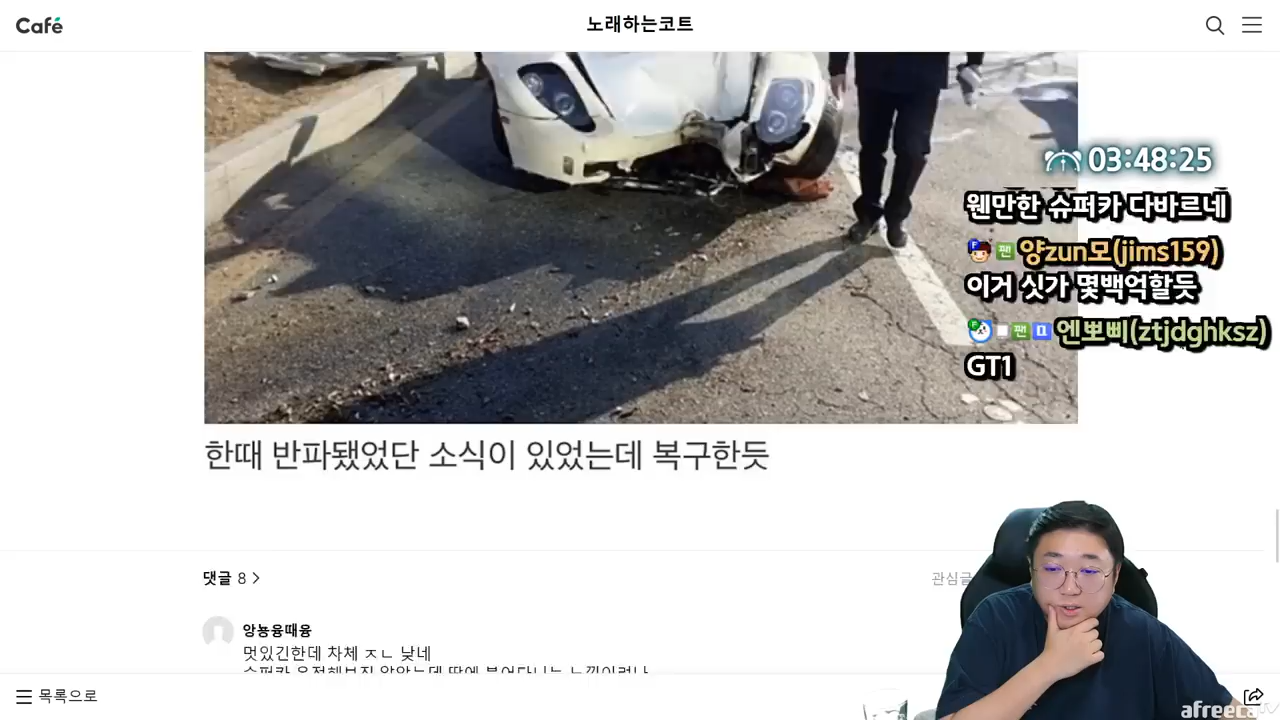 Café
노래하는코트
03:48:25
웬만한 슈퍼카 다바르네
F 짼 양zun모(jims159)
이거 싯가 몇백억할듯
F 짼 n 엔뽀삐(ztjdghksz)
GT1
한때 반파됐었단 소식이 있었는데 복구한듯
댓글 8
관심글
앙뇽융때융
멋있긴한데 차체 ㅈㄴ 낮네
목록으로
afreecaTV